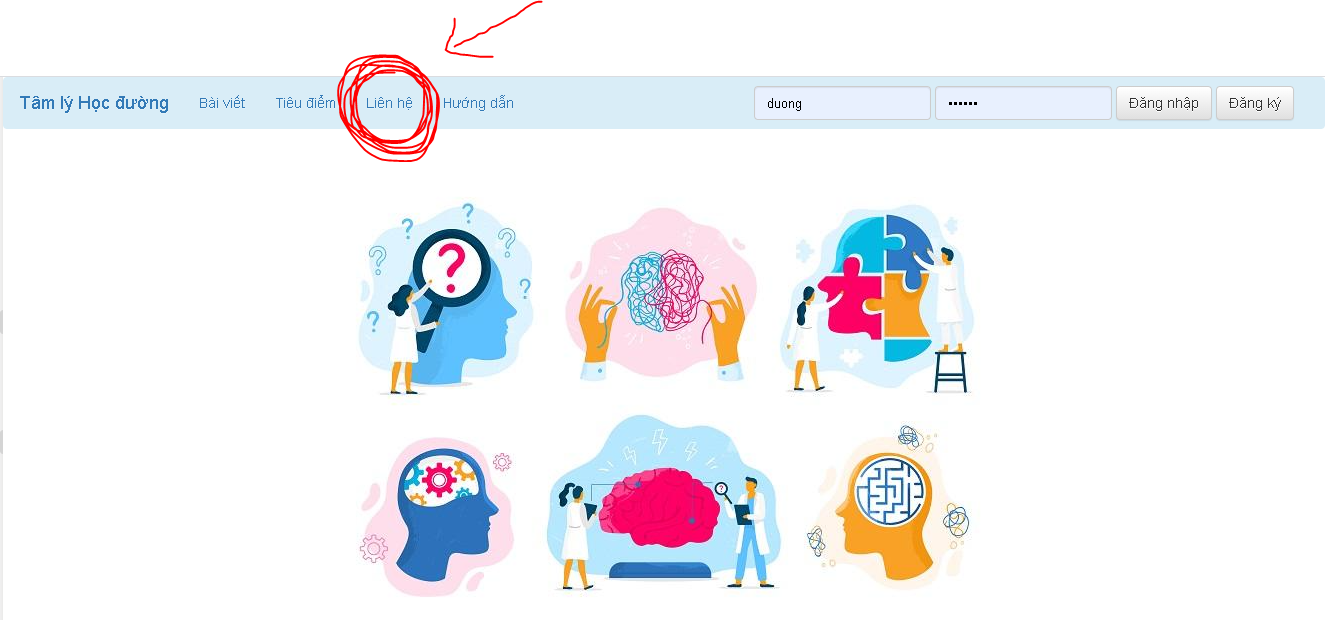 Tâm lý Học đường Bài viết Tiêu điểm Liên hệ Hướng dẫn duong •••••• Đăng nhập Đăng ký
? ? ? ? ? ? ?
?